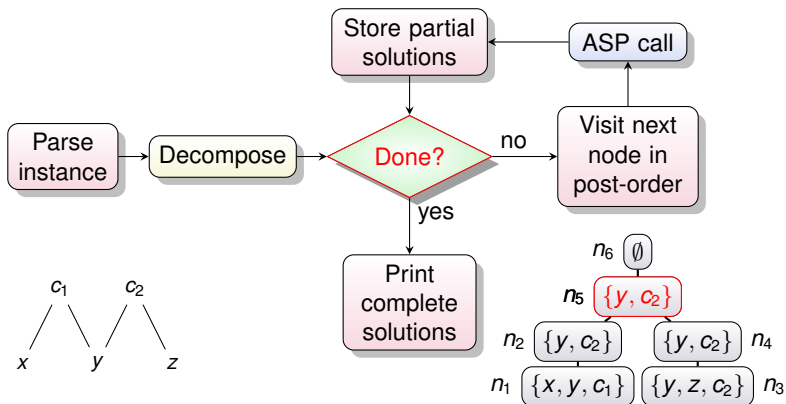 Store partial
solutions
ASP call
Parse
instance
Decompose
Done?
no
Visit next
node in
post-order
yes
Print
complete
solutions
c1 c2
x y z
n6 ∅
n5 {y, c2}
n2 {y, c2} {y, c2} n4
n1 {x, y, c1} {y, z, c2} n3